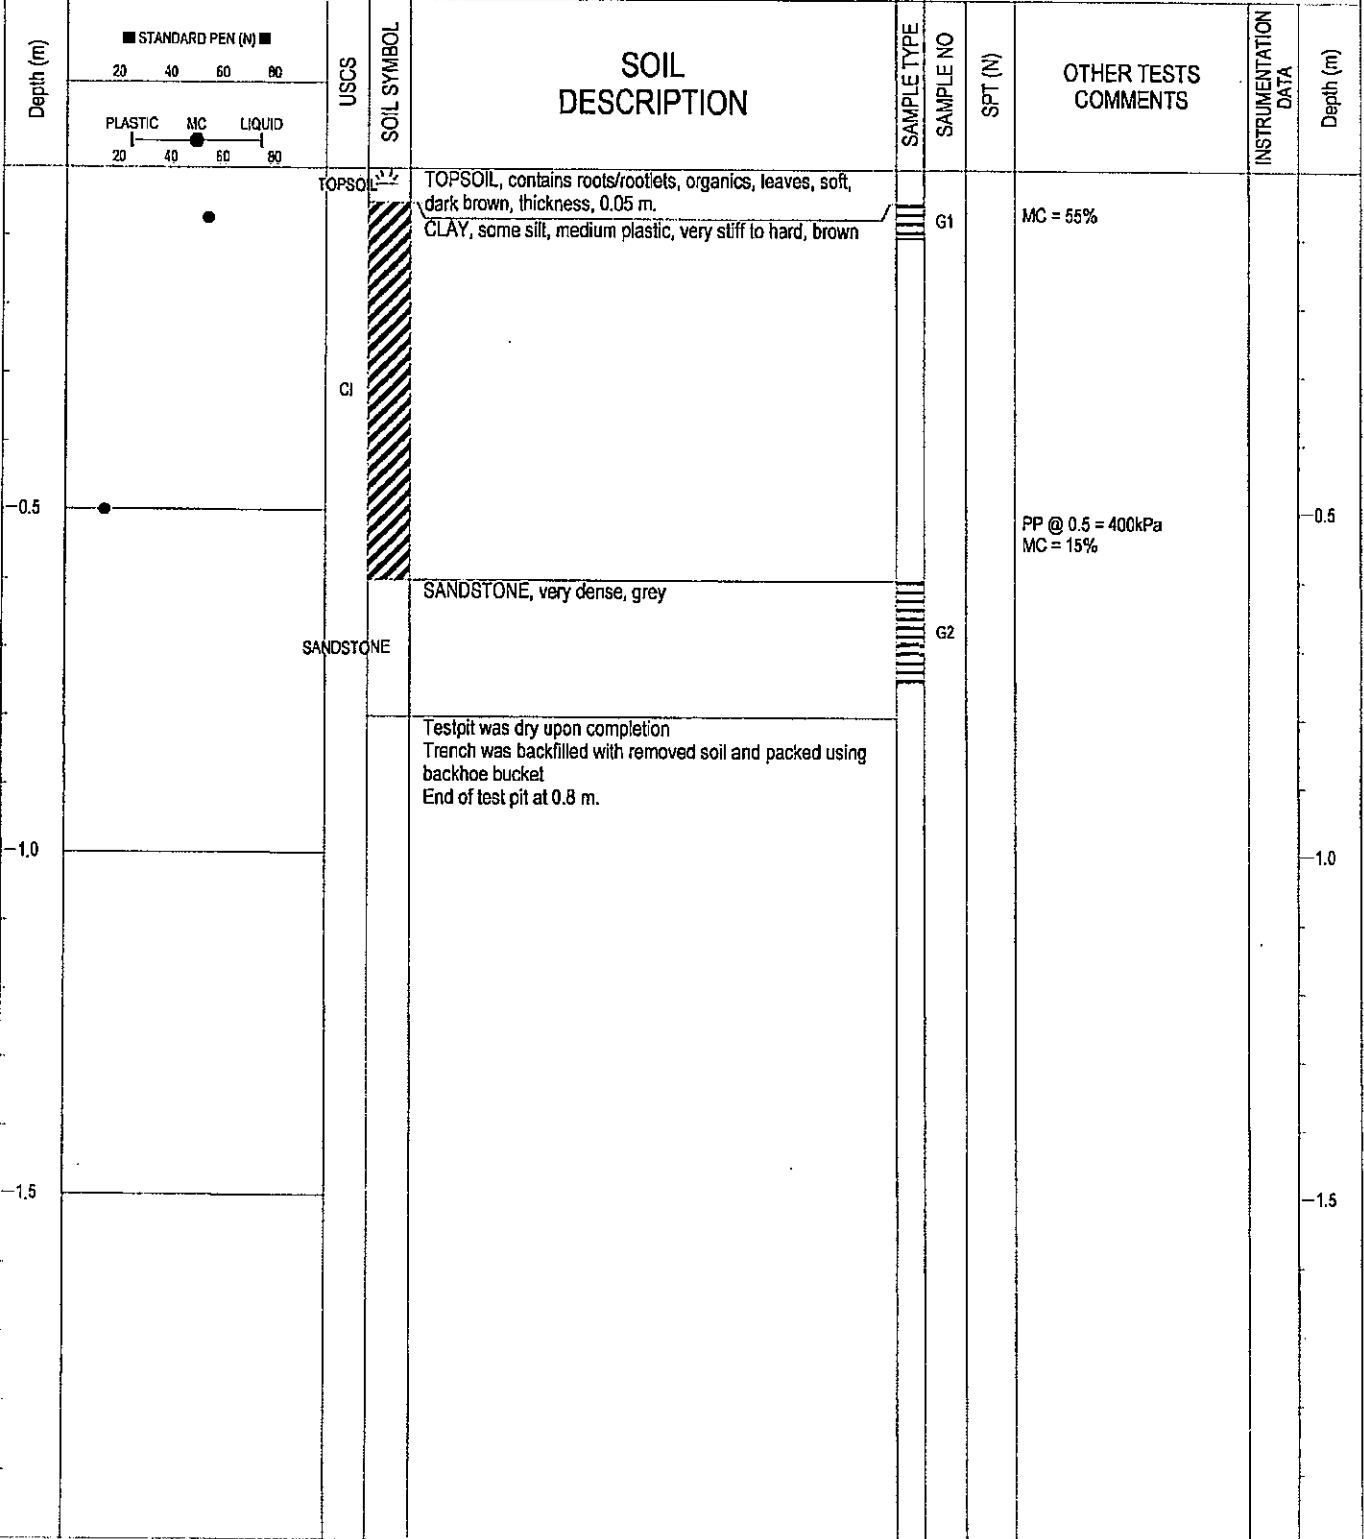 Depth (m)
■ STANDARD PEN (N) ■
20 40 60 80
PLASTIC MC LIQUID
20 40 60 80
USCS
SOIL SYMBOL
SOIL
DESCRIPTION
SAMPLE TYPE
SAMPLE NO
SPT (N)
OTHER TESTS
COMMENTS
INSTRUMENTATION
DATA
Depth (m)
TOPSOIL
TOPSOIL, contains roots/rootlets, organics, leaves, soft,
dark brown, thickness, 0.05 m.
G1
MC = 55%
CLAY, some silt, medium plastic, very stiff to hard, brown
CI
0.5
0.5
PP @ 0.5 = 400kPa
MC = 15%
SANDSTONE, very dense, grey
G2
SANDSTONE
Testpit was dry upon completion
Trench was backfilled with removed soil and packed using
backhoe bucket
End of test pit at 0.8 m.
1.0
1.0
1.5
1.5